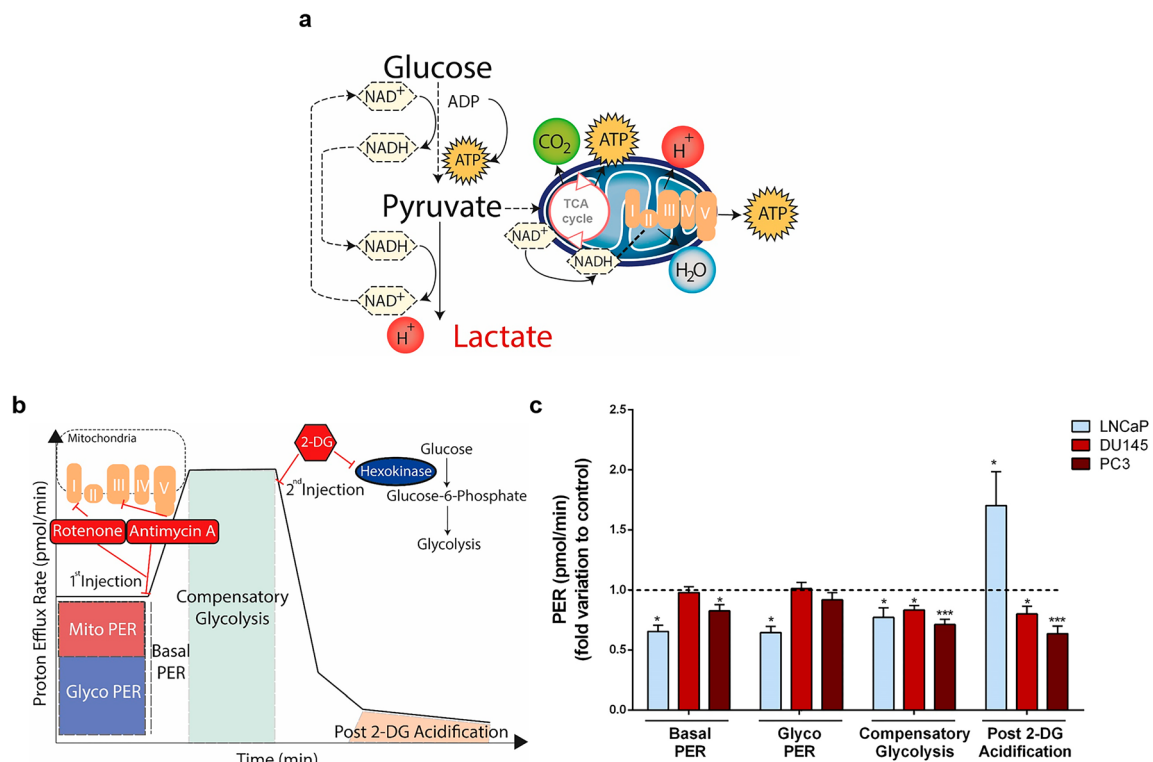 a
Glucose
NAD+
ADP
NADH
ATP
CO2
ATP
H+
Pyruvate
TCA
cycle
I
II
III
IV
V
ATP
NAD+
NADH
NADH
H2O
NAD+
H+
Lactate
b
Proton Efflux Rate (pmol/min)
Mitochondria
I
II
III
IV
V
Rotenone
Antimycin A
1st Injection
Mito PER
Glyco PER
Basal
PER
Compensatory
Glycolysis
2-DG
2nd Injection
Hexokinase
Glucose
Glucose-6-Phosphate
Glycolysis
Post 2-DG Acidification
Time (min)
c
PER (pmol/min)
(fold variation to control)
2.5
2.0
1.5
1.0
0.5
0.0
LNCaP
DU145
PC3
* * * * * *** * * ***
Basal
PER
Glyco
PER
Compensatory
Glycolysis
Post 2-DG
Acidification